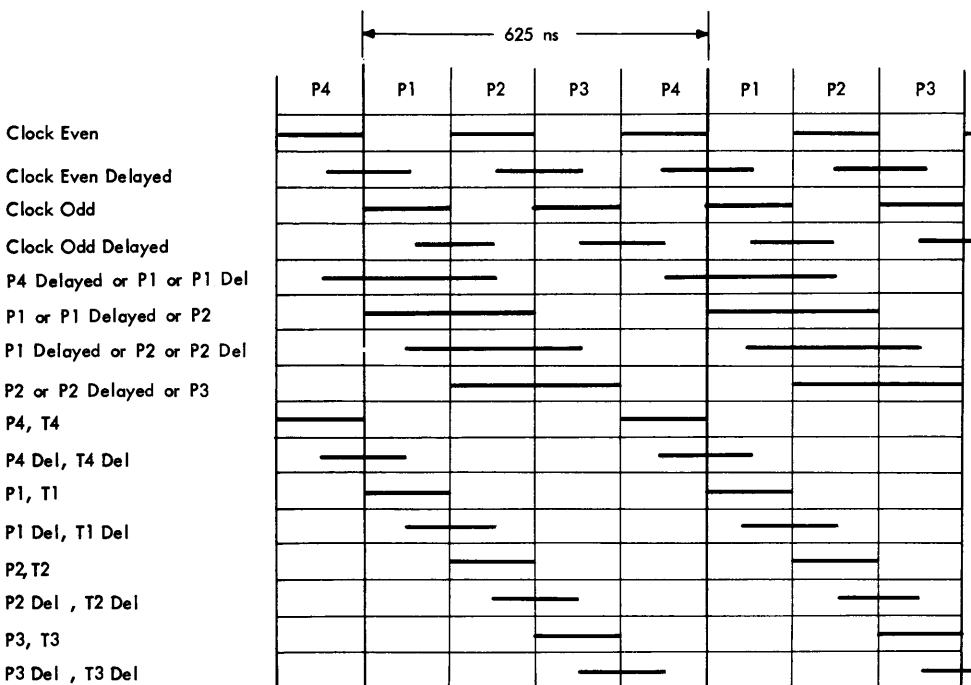 625 ns
P4 P1 P2 P3 P4 P1 P2 P3
Clock Even
Clock Even Delayed
Clock Odd
Clock Odd Delayed
P4 Delayed or P1 or P1 Del
P1 or P1 Delayed or P2
P1 Delayed or P2 or P2 Del
P2 or P2 Delayed or P3
P4, T4
P4 Del, T4 Del
P1, T1
P1 Del, T1 Del
P2, T2
P2 Del , T2 Del
P3, T3
P3 Del , T3 Del